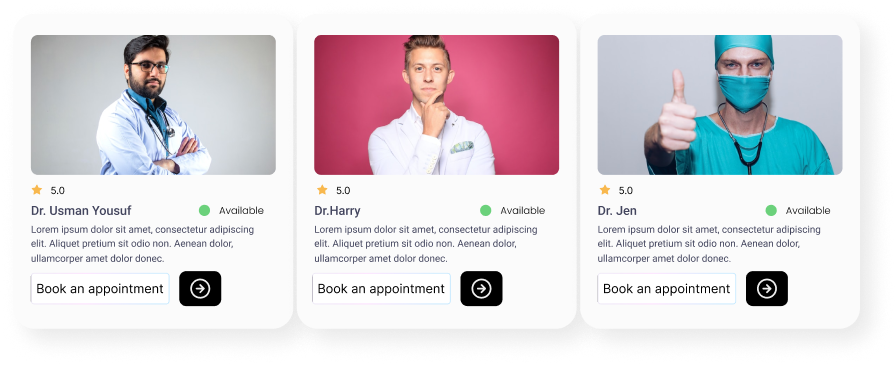 5.0
Dr. Usman Yousuf
Available
Lorem ipsum dolor sit amet, consectetur adipiscing
elit. Aliquet pretium sit odio non. Aenean dolor,
ullamcorper amet dolor donec.
Book an appointment
5.0
Dr.Harry
Available
Lorem ipsum dolor sit amet, consectetur adipiscing
elit. Aliquet pretium sit odio non. Aenean dolor,
ullamcorper amet dolor donec.
Book an appointment
5.0
Dr. Jen
Available
Lorem ipsum dolor sit amet, consectetur adipiscing
elit. Aliquet pretium sit odio non. Aenean dolor,
ullamcorper amet dolor donec.
Book an appointment